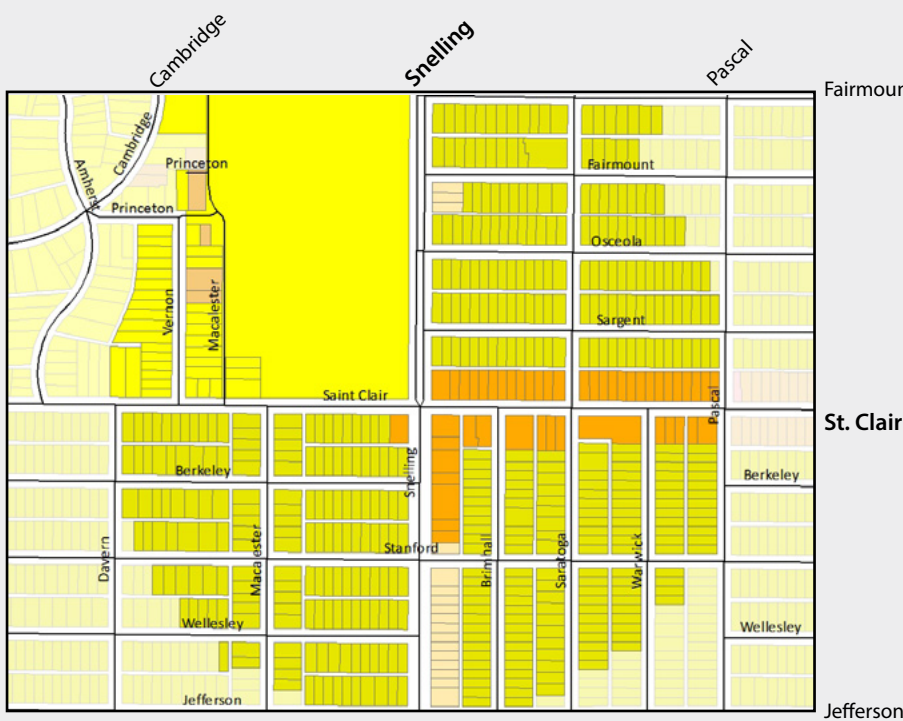 Cambridge
Snelling
Pascal
Fairmoun
Cambridge
Amherst
Princeton
Fairmount
Princeton
Osceola
Vernon
Macalester
Sargent
Saint Clair
Pascal
St. Clair
Berkeley
Snelling
Berkeley
Stanford
Davern
Macalester
Brimhall
Saratoga
Warwick
Wellesley
Wellesley
Jefferson
Jefferson